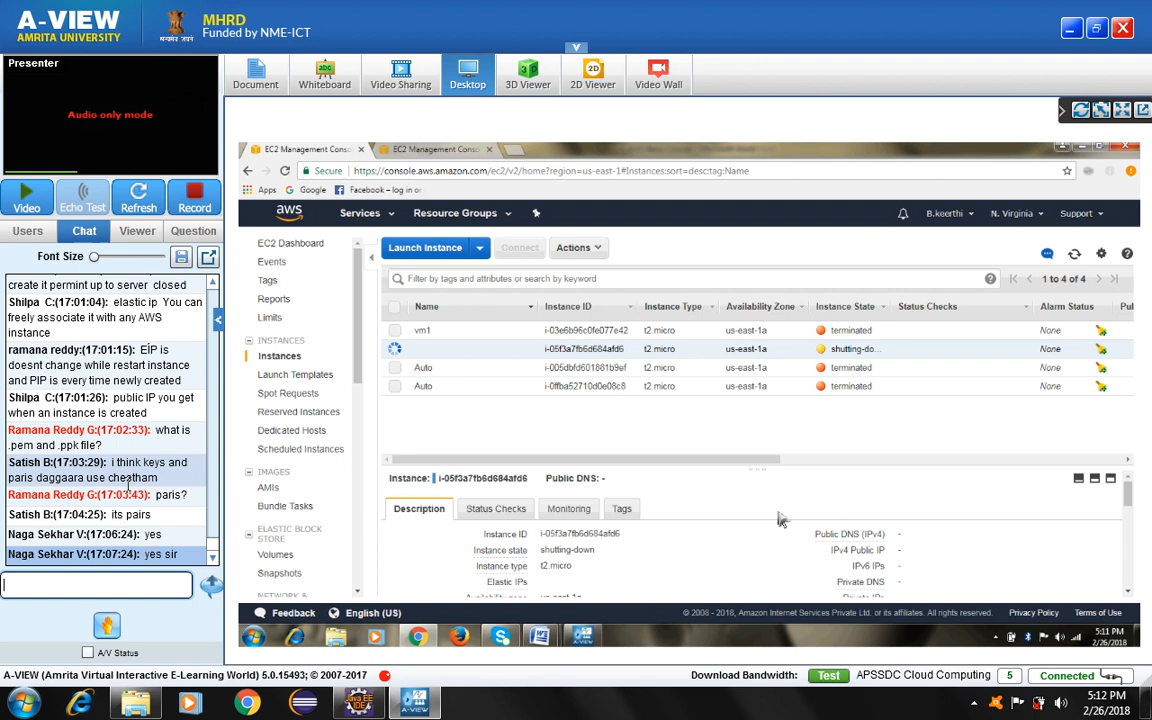 A-VIEW
AMRITA UNIVERSITY
MHRD
Funded by NME-ICT
Presenter
Audio only mode
Video
Echo Test
Refresh
Record
Users
Chat
Viewer
Question
Font Size
create it permint up to server closed
Shilpa C:(17:01:04): elastic ip You can
freely associate it with any AWS
instance
ramana reddy:(17:01:15): EIP is
doesnt change while restart instance
and PIP is every time newly created
Shilpa C:(17:01:26): public IP you get
when an instance is created
Ramana Reddy G:(17:02:33): what is
.pem and .ppk file?
Satish B:(17:03:29): i think keys and
paris daggaara use cheatham
Ramana Reddy G:(17:03:43): paris?
Satish B:(17:04:25): its pairs
Naga Sekhar V:(17:06:24): yes
Naga Sekhar V:(17:07:24): yes sir
A/V Status
Document
Whiteboard
Video Sharing
Desktop
3D Viewer
2D Viewer
Video Wall
EC2 Management Conso
EC2 Management Conso
Secure
https://console.aws.amazon.com/ec2/v2/home?region=us-east-1#Instances:sort=desc:tag:Name
Apps
Google
Facebook – log in or
aws
Services
Resource Groups
B.keerthi
N. Virginia
Support
EC2 Dashboard
Events
Tags
Reports
Limits
INSTANCES
Instances
Launch Templates
Spot Requests
Reserved Instances
Dedicated Hosts
Scheduled Instances
IMAGES
AMIs
Bundle Tasks
ELASTIC BLOCK
STORE
Volumes
Snapshots
Launch Instance
Connect
Actions
Filter by tags and attributes or search by keyword
1 to 4 of 4
Name Instance ID Instance Type Availability Zone Instance State Status Checks Alarm Status Pul
vm1 i-03e6b96c0fe077e42 t2.micro us-east-1a terminated None
i-05f3a7fb6d684afd6 t2.micro us-east-1a shutting-do... None
Auto i-005dbfd601881b9ef t2.micro us-east-1a terminated None
Auto i-0ffba52710d0e08c8 t2.micro us-east-1a terminated None
Instance: i-05f3a7fb6d684afd6 Public DNS: -
Description
Status Checks
Monitoring
Tags
Instance ID i-05f3a7fb6d684afd6 Public DNS (IPv4) -
Instance state shutting-down IPv4 Public IP -
Instance type t2.micro IPv6 IPs -
Elastic IPs Private DNS -
Feedback
English (US)
© 2008 - 2018, Amazon Internet Services Private Ltd. or its affiliates. All rights reserved.
Privacy Policy
Terms of Use
5:11 PM
2/26/2018
A-VIEW (Amrita Virtual Interactive E-Learning World) 5.0.15493; © 2007-2017
Download Bandwidth:
Test
APSSDC Cloud Computing
5
Connected
5:12 PM
2/26/2018